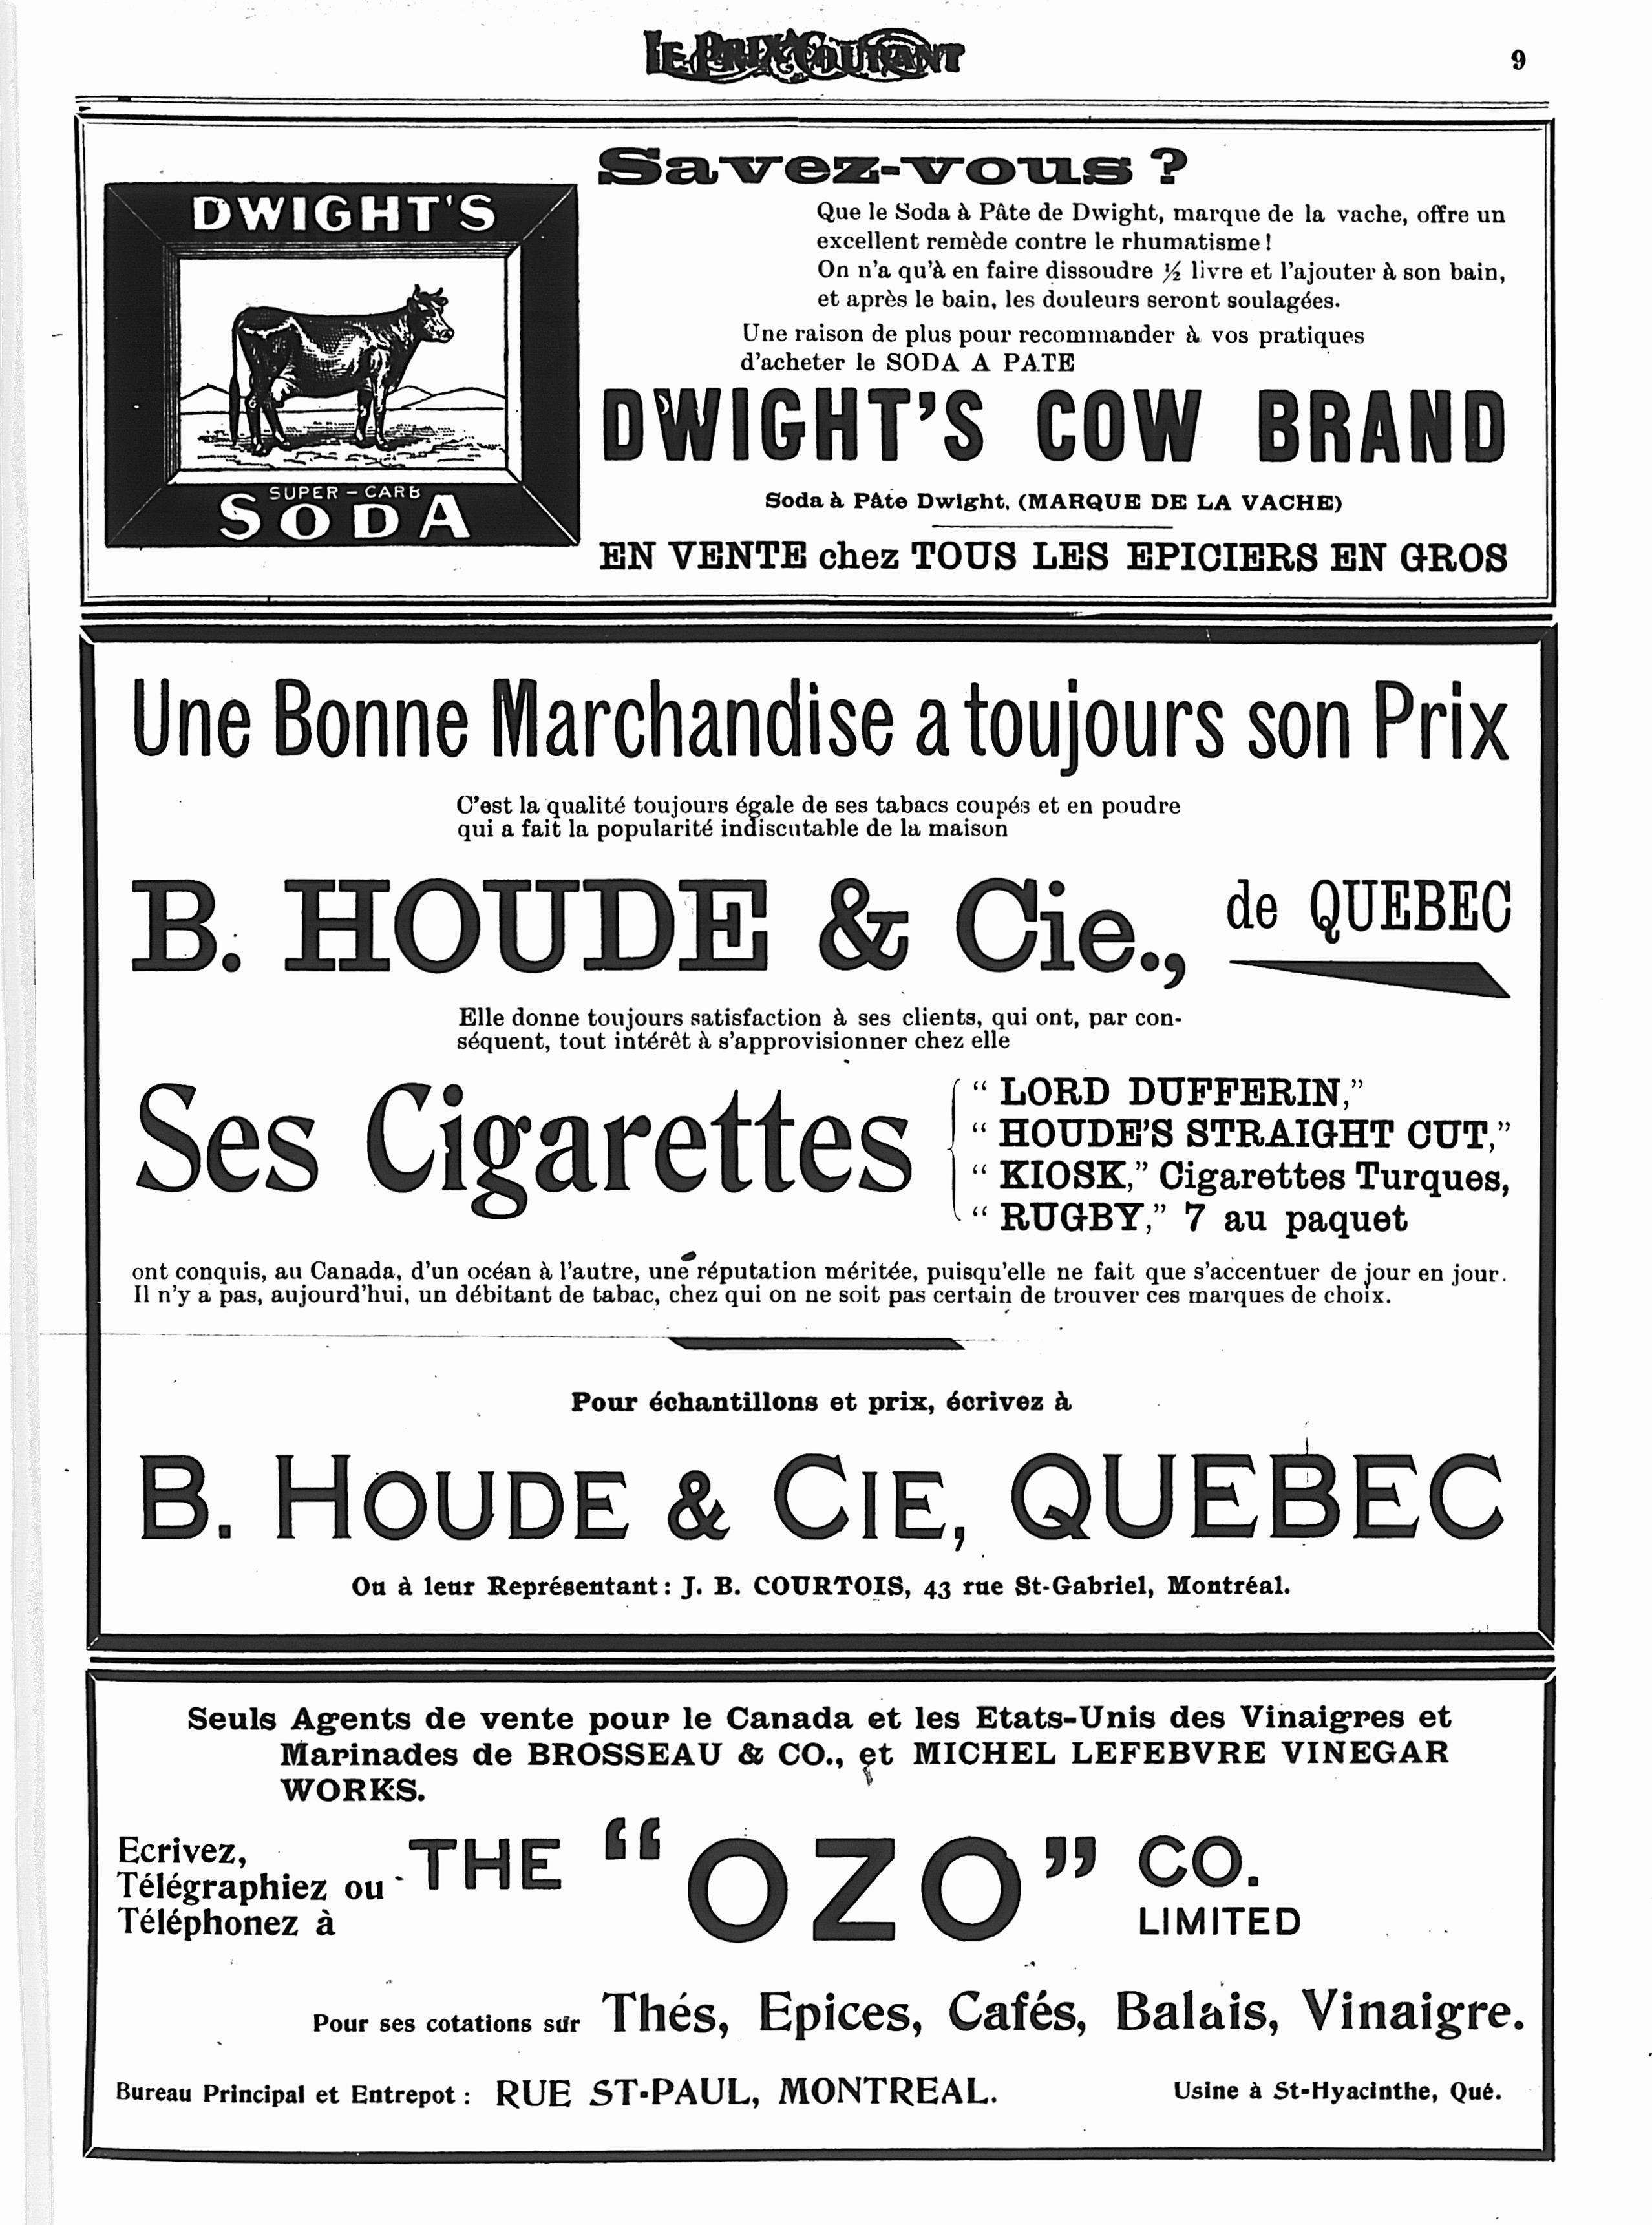 LE PRIX COURANT
9
DWIGHT'S
SUPER-CARB
SODA
Savez-vous ?
Que le Soda à Pâte de Dwight, marque de la vache, offre un
excellent remède contre le rhumatisme !
On n'a qu'à en faire dissoudre ½ livre et l'ajouter à son bain,
et après le bain, les douleurs seront soulagées.
Une raison de plus pour recommander à vos pratiques
d'acheter le SODA A PATE
DWIGHT'S COW BRAND
Soda à Pâte Dwight, (MARQUE DE LA VACHE)
EN VENTE chez TOUS LES EPICIERS EN GROS
Une Bonne Marchandise a toujours son Prix
C'est la qualité toujours égale de ses tabacs coupés et en poudre
qui a fait la popularité indiscutable de la maison
B. HOUDE & Cie., de QUEBEC
Elle donne toujours satisfaction à ses clients, qui ont, par con-
séquent, tout intérêt à s'approvisionner chez elle
Ses Cigarettes
“ LORD DUFFERIN,”
“ HOUDE'S STRAIGHT CUT,”
“ KIOSK,” Cigarettes Turques,
“ RUGBY,” 7 au paquet
ont conquis, au Canada, d'un océan à l'autre, une réputation méritée, puisqu'elle ne fait que s'accentuer de jour en jour.
Il n'y a pas, aujourd'hui, un débitant de tabac, chez qui on ne soit pas certain de trouver ces marques de choix.
Pour échantillons et prix, écrivez à
B. HOUDE & CIE, QUEBEC
Ou à leur Représentant : J. B. COURTOIS, 43 rue St-Gabriel, Montréal.
Seuls Agents de vente pour le Canada et les Etats-Unis des Vinaigres et
Marinades de BROSSEAU & CO., et MICHEL LEFEBVRE VINEGAR
WORKS.
Ecrivez,
Télégraphiez ou
Téléphonez à
THE “OZO” CO.
LIMITED
Pour ses cotations sur Thés, Epices, Cafés, Balais, Vinaigre.
Bureau Principal et Entrepot : RUE ST-PAUL, MONTREAL. Usine à St-Hyacinthe, Qué.